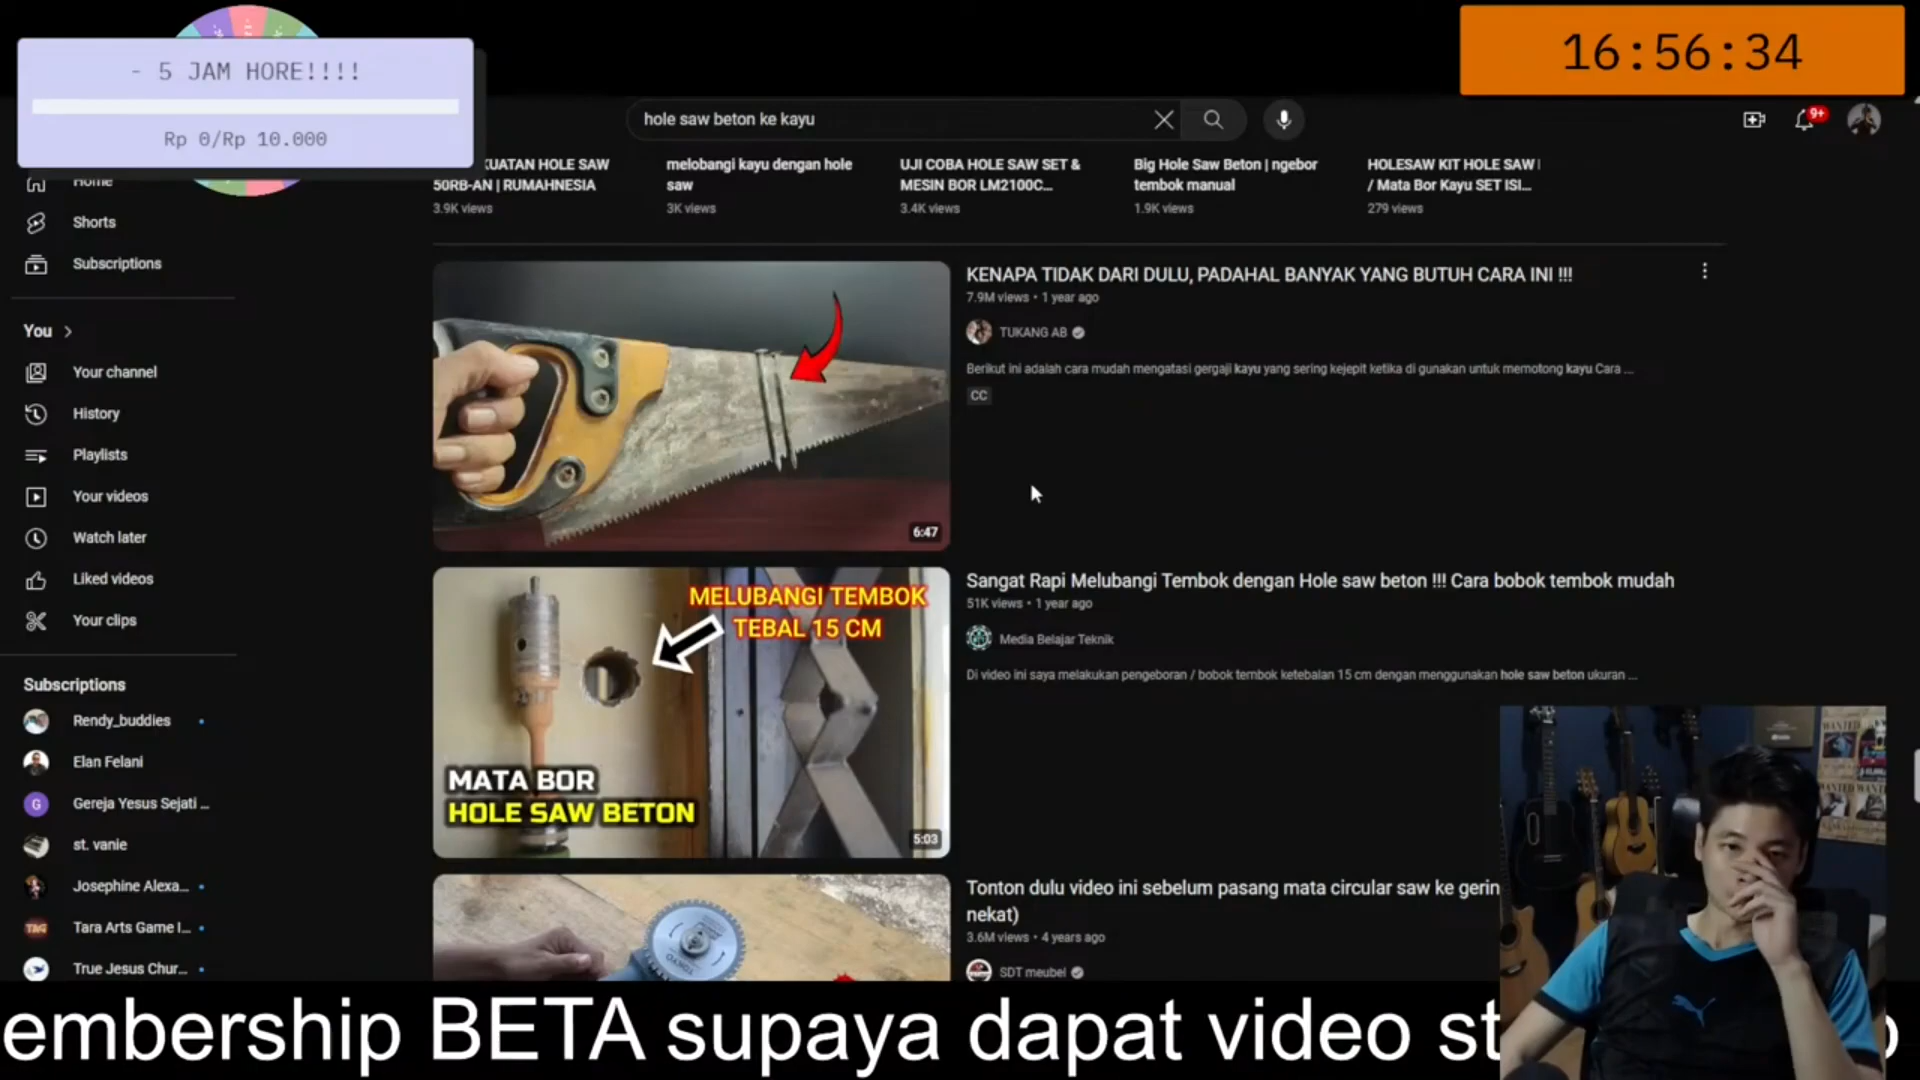 - 5 JAM HORE!!!!
Rp 0/Rp 10.000
16:56:34
hole saw beton ke kayu
9+
KUATAN HOLE SAW
50RB-AN | RUMAHNESIA
3.9K views
melobangi kayu dengan hole
saw
3K views
UJI COBA HOLE SAW SET &
MESIN BOR LM2100C...
3.4K views
Big Hole Saw Beton | ngebor
tembok manual
1.9K views
HOLESAW KIT HOLE SAW
/ Mata Bor Kayu SET ISI...
279 views
Home
Shorts
Subscriptions
You
Your channel
History
Playlists
Your videos
Watch later
Liked videos
Your clips
Subscriptions
Rendy_buddies
Elan Felani
G
Gereja Yesus Sejati ...
st. vanie
Josephine Alexa...
TAG
Tara Arts Game I...
True Jesus Chur...
6:47
KENAPA TIDAK DARI DULU, PADAHAL BANYAK YANG BUTUH CARA INI !!!
7.9M views • 1 year ago
TUKANG AB
Berikut ini adalah cara mudah mengatasi gergaji kayu yang sering kejepit ketika di gunakan untuk memotong kayu Cara ...
CC
MELUBANGI TEMBOK
TEBAL 15 CM
MATA BOR
HOLE SAW BETON
5:03
Sangat Rapi Melubangi Tembok dengan Hole saw beton !!! Cara bobok tembok mudah
51K views • 1 year ago
Media Belajar Teknik
Di video ini saya melakukan pengeboran / bobok tembok ketebalan 15 cm dengan menggunakan hole saw beton ukuran ...
TOKYO
Tonton dulu video ini sebelum pasang mata circular saw ke gerin
nekat)
3.6M views • 4 years ago
SDT meubel
WANTED
embership BETA supaya dapat video st